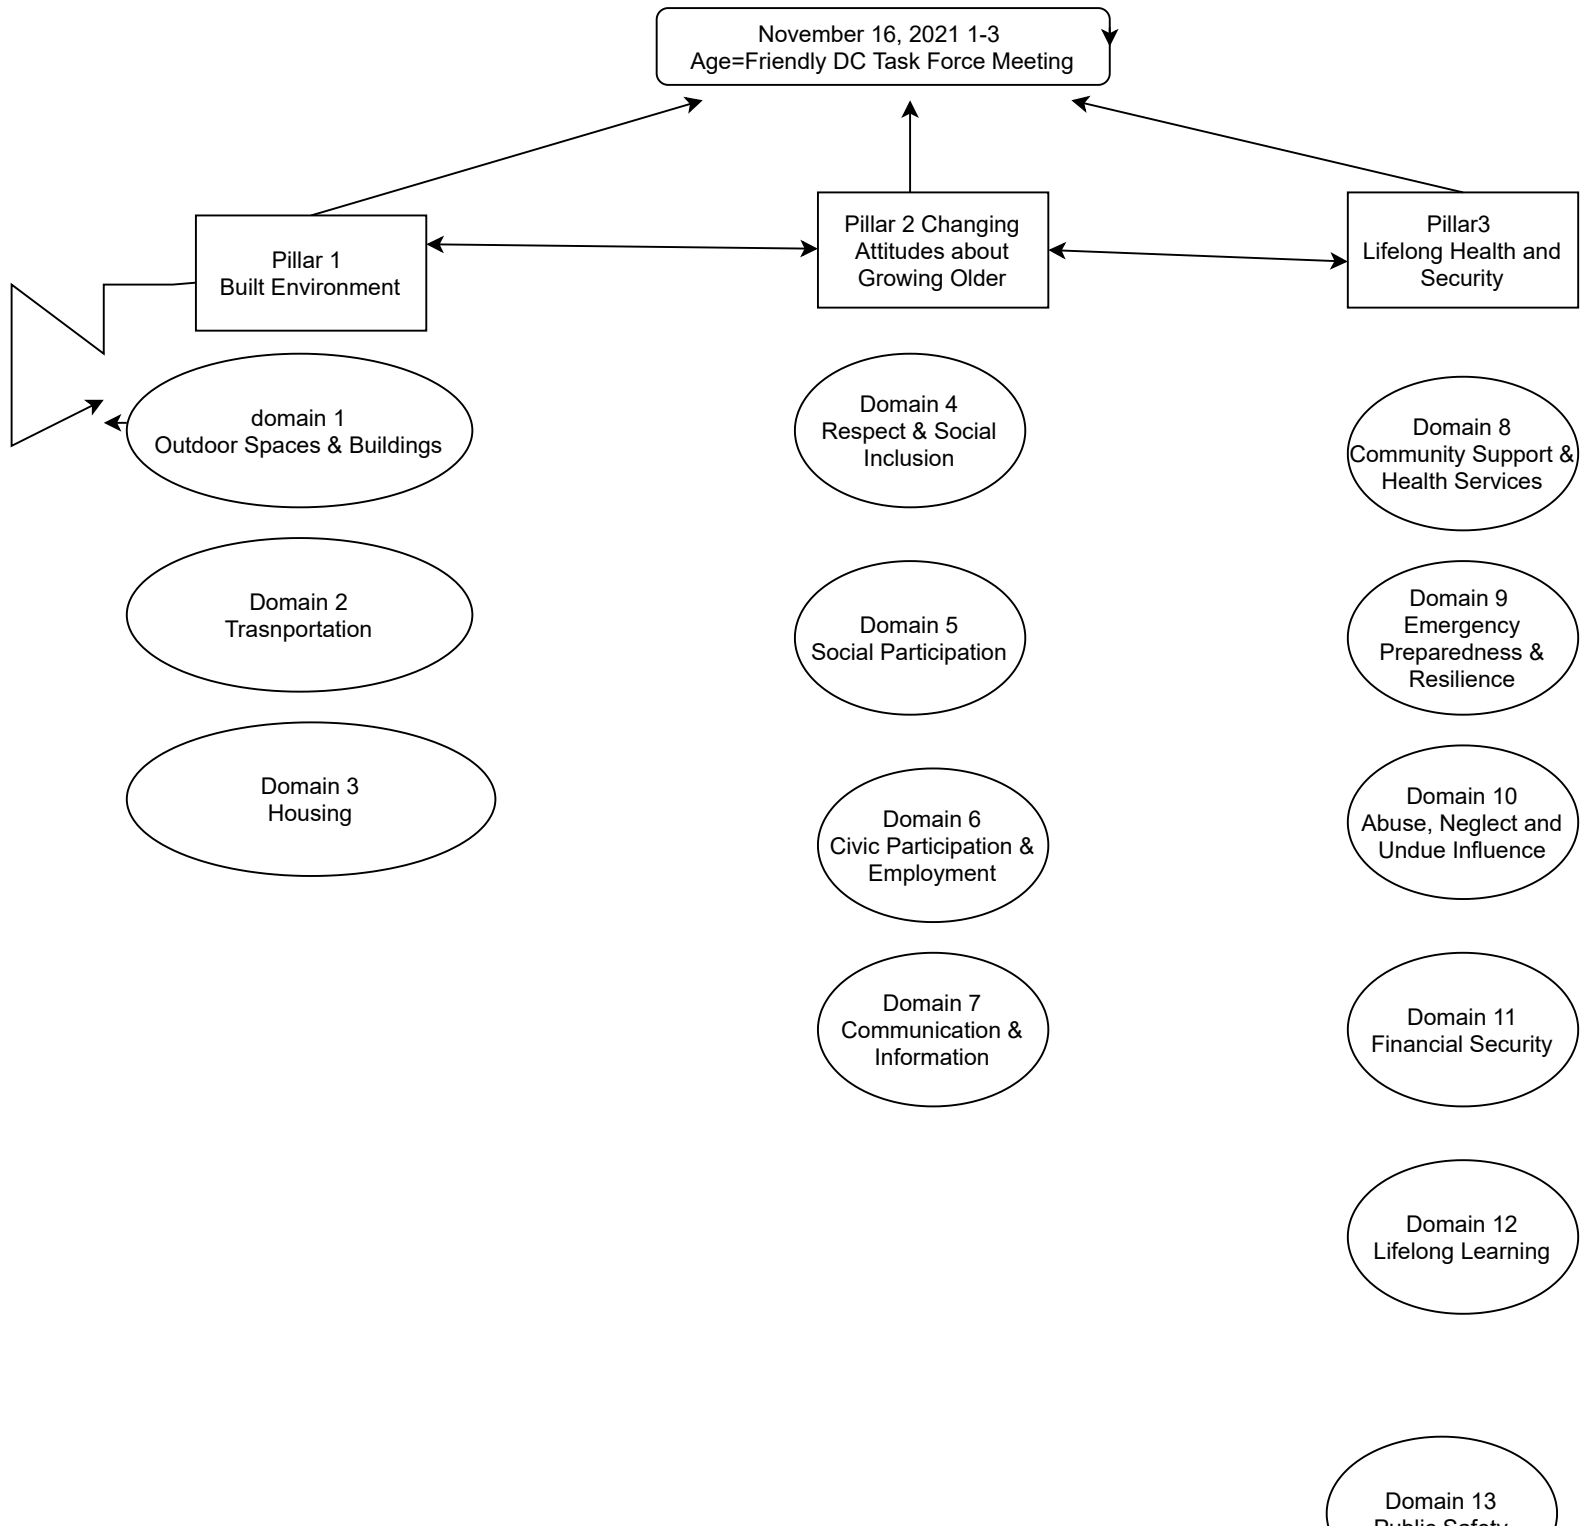 November 16, 2021 1-3
Age=Friendly DC Task Force Meeting
Pillar 1
Built Environment
Pillar 2 Changing
Attitudes about
Growing Older
Pillar3
Lifelong Health and
Security
domain 1
Outdoor Spaces & Buildings
Domain 2
Trasnportation
Domain 3
Housing
Domain 4
Respect & Social
Inclusion
Domain 5
Social Participation
Domain 6
Civic Participation &
Employment
Domain 7
Communication &
Information
Domain 8
Community Support &
Health Services
Domain 9
Emergency
Preparedness &
Resilience
Domain 10
Abuse, Neglect and
Undue Influence
Domain 11
Financial Security
Domain 12
Lifelong Learning
Domain 13
Public Safety